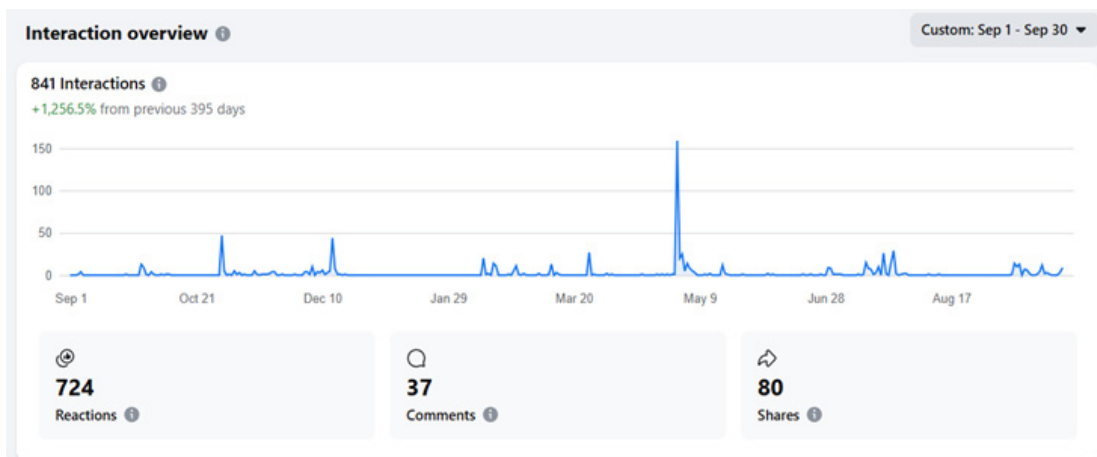 Interaction overview
Custom: Sep 1 - Sep 30
841 Interactions
+1,256.5% from previous 395 days
150
100
50
0
Sep 1 Oct 21 Dec 10 Jan 29 Mar 20 May 9 Jun 28 Aug 17
724 37 80
Reactions Comments Shares